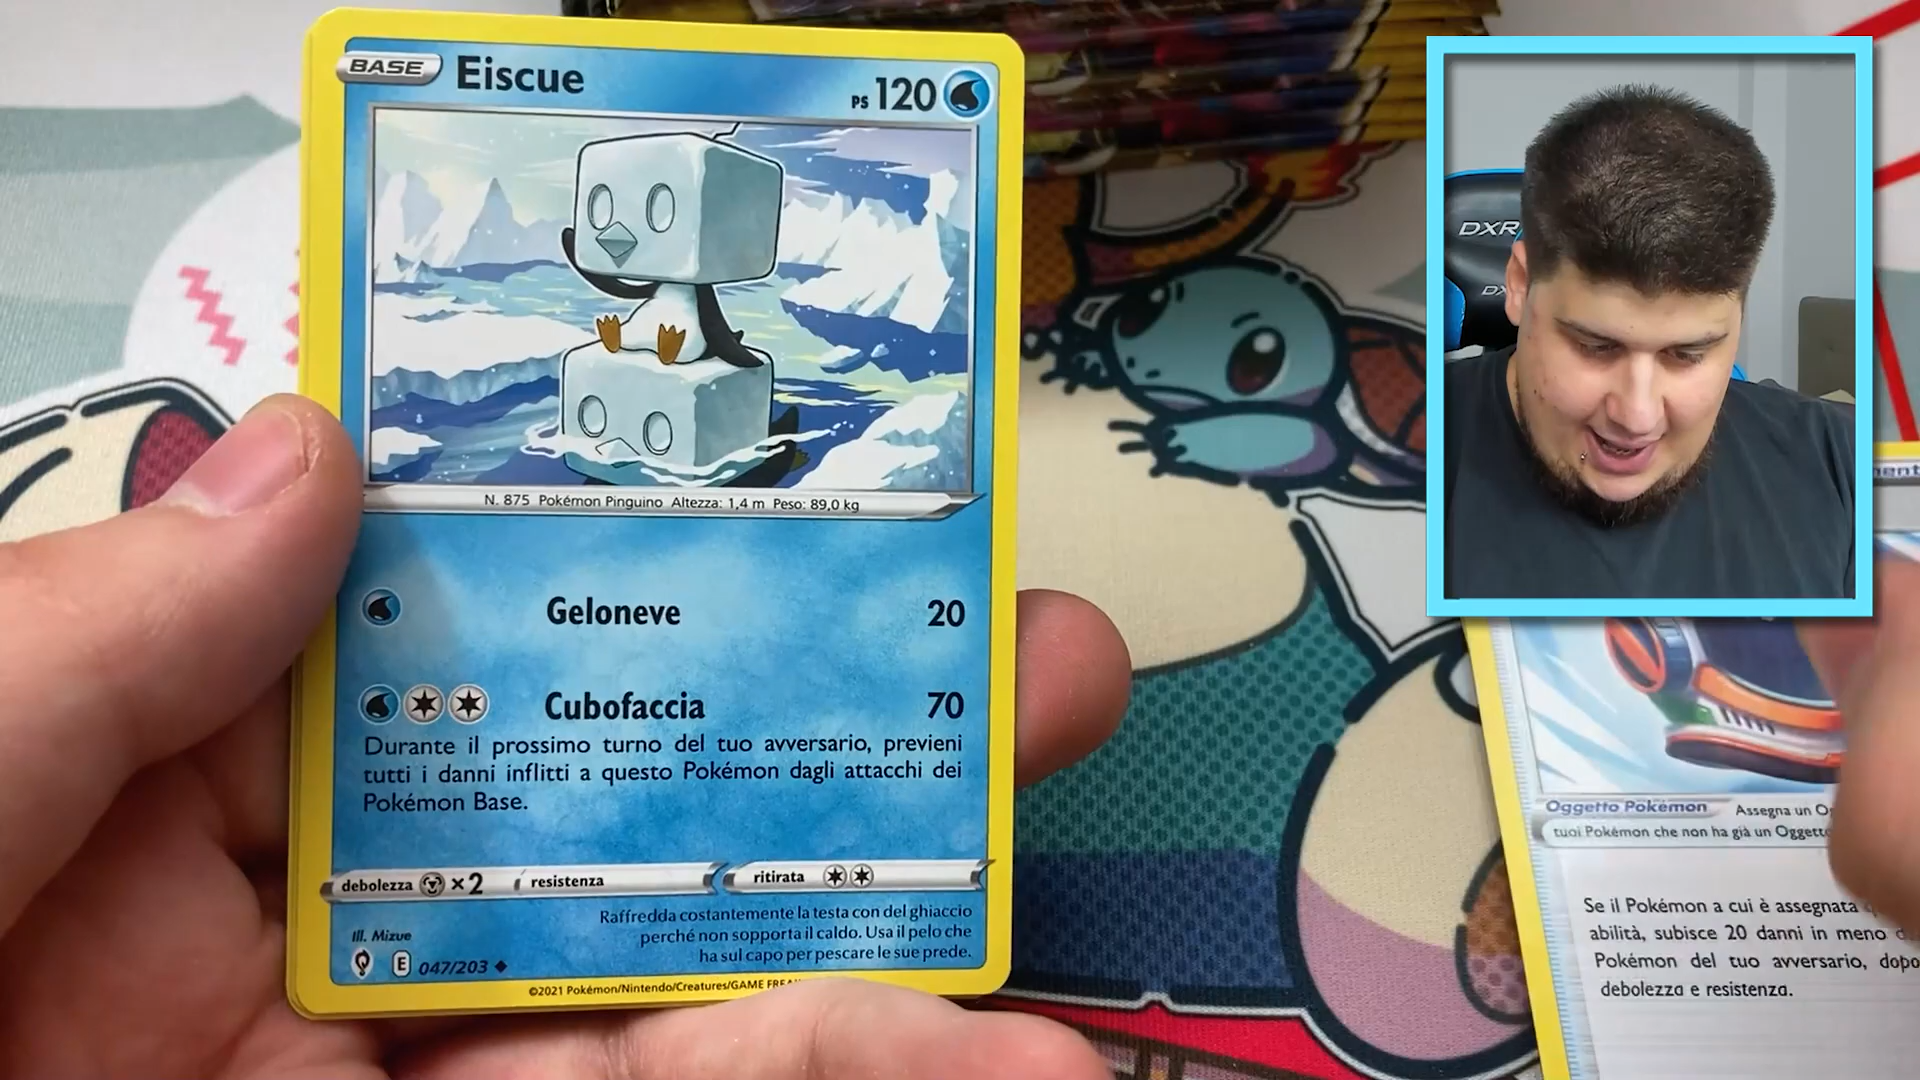 BASE Eiscue PS 120
N. 875 Pokémon Pinguino Altezza: 1,4 m Peso: 89,0 kg
Geloneve 20
Cubofaccia 70
Durante il prossimo turno del tuo avversario, previeni
tutti i danni inflitti a questo Pokémon dagli attacchi dei
Pokémon Base.
debolezza ×2 resistenza ritirata
Raffredda costantemente la testa con del ghiaccio
perché non sopporta il caldo. Usa il pelo che
ha sul capo per pescare le sue prede.
Ill. Mizue
E 047/203
©2021 Pokémon/Nintendo/Creatures/GAME
DXR
Oggetto Pokémon Assegna un
tuoi Pokémon che non ha già un
Se il Pokémon a cui è assegnata
abilità, subisce 20 danni in meno
Pokémon del tuo avversario, dopo
debolezza e resistenza.